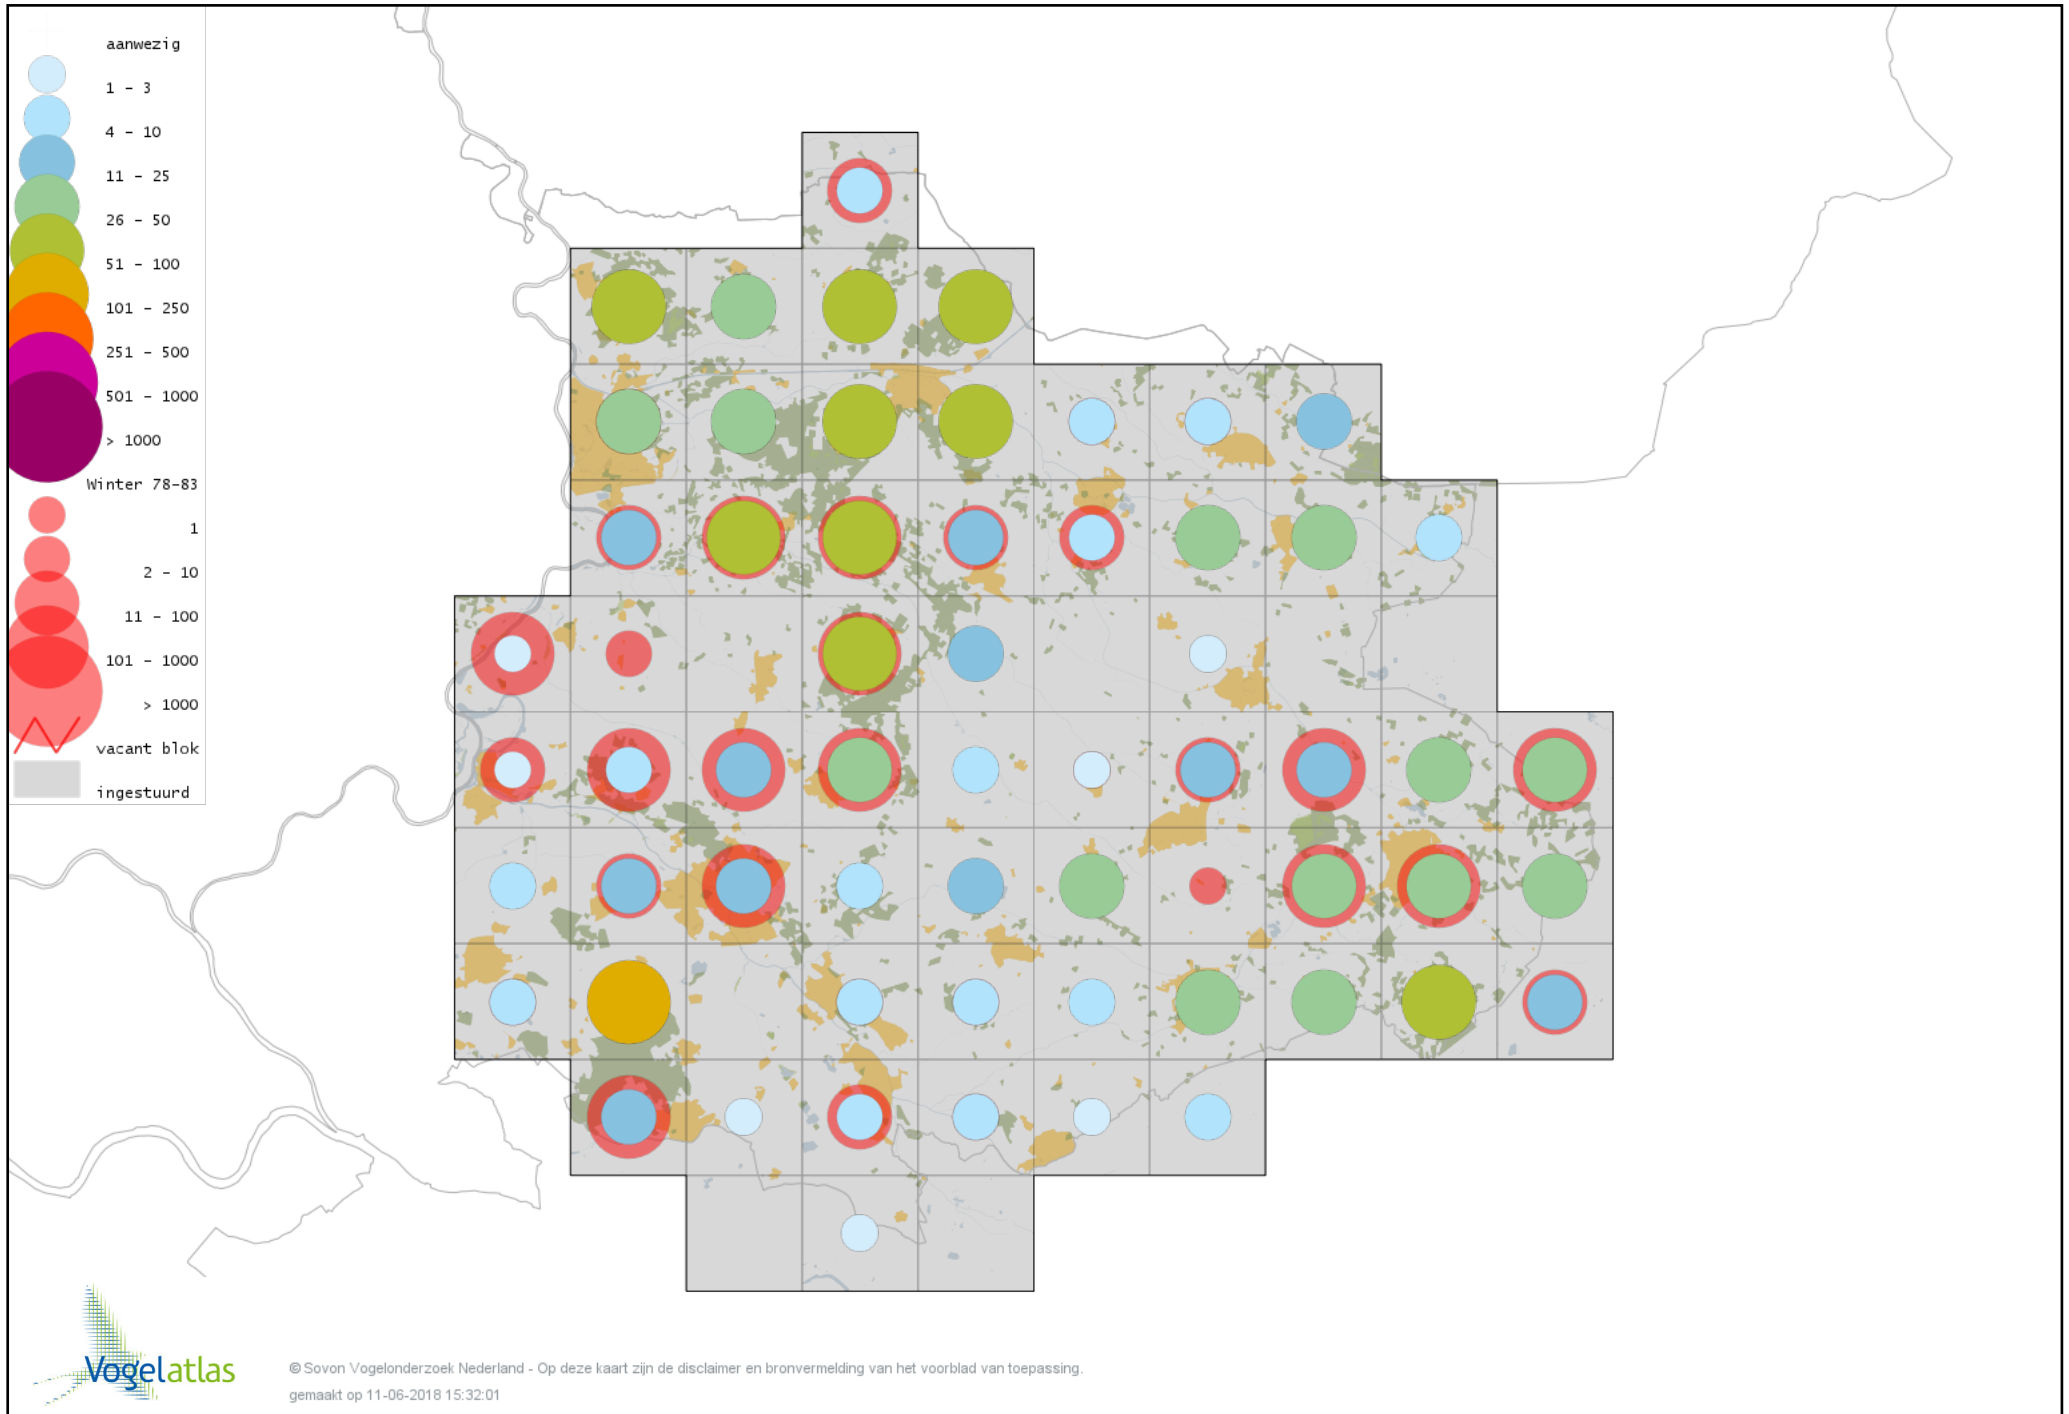 aanwezig
1 - 3
4 - 10
11 - 25
26 - 50
51 - 100
101 - 250
251 - 500
501 - 1000
> 1000
Winter 78-83
1
2 - 10
11 - 100
101 - 1000
> 1000
vacant blok
ingestuurd
Vogelatlas
© Sovon Vogelonderzoek Nederland - Op deze kaart zijn de disclaimer en bronvermelding van het voorblad van toepassing.
gemaakt op 11-06-2018 15:32:01